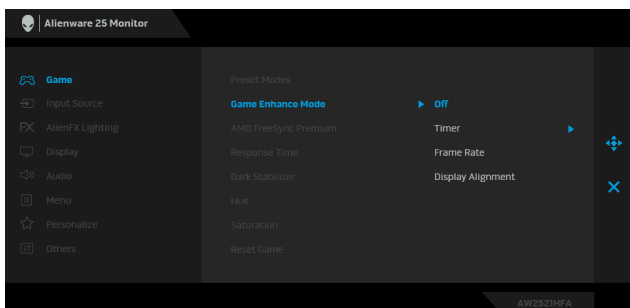 Alienware 25 Monitor
Game
Input Source
AlienFX Lighting
Display
Audio
Menu
Personalize
Others
Preset Modes
Game Enhance Mode
AMD FreeSync Premium
Response Time
Dark Stabilizer
Hue
Saturation
Reset Game
Off
Timer
Frame Rate
Display Alignment
AW2521HFA